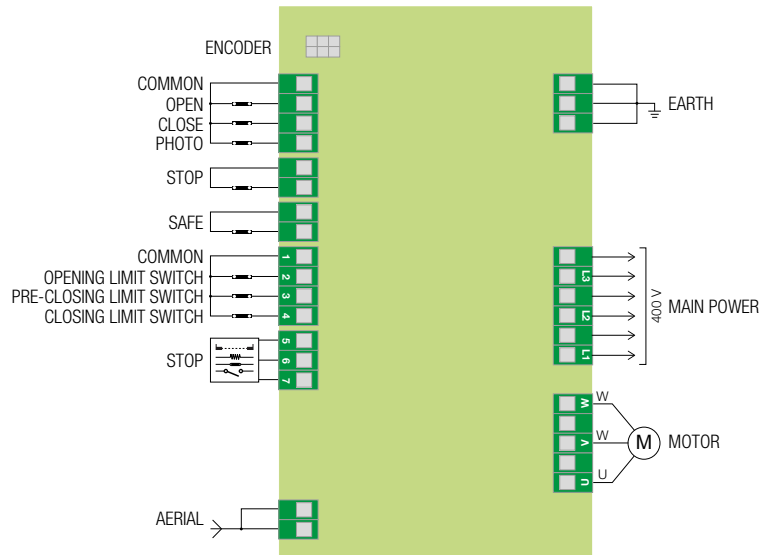 ENCODER
COMMON
OPEN
CLOSE
PHOTO
STOP
SAFE
COMMON
OPENING LIMIT SWITCH
PRE-CLOSING LIMIT SWITCH
CLOSING LIMIT SWITCH
STOP
AERIAL
1
2
3
4
5
6
7
EARTH
L3
L2
L1
400 V
MAIN POWER
W
V
U
W
W
U
M
MOTOR